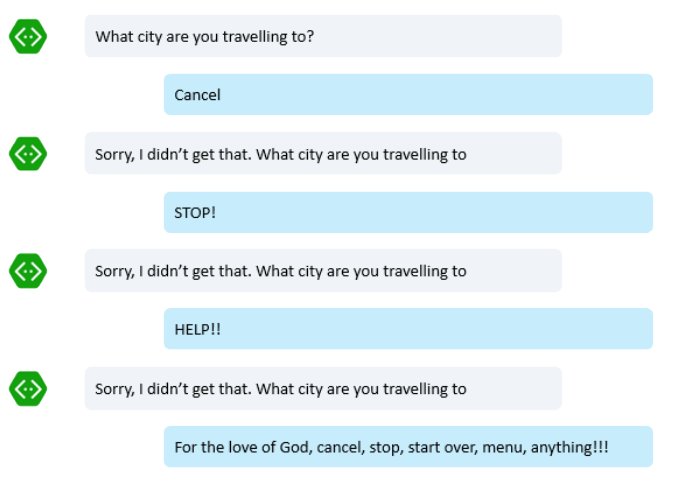 What city are you travelling to?
Cancel
Sorry, I didn’t get that. What city are you travelling to
STOP!
Sorry, I didn’t get that. What city are you travelling to
HELP!!
Sorry, I didn’t get that. What city are you travelling to
For the love of God, cancel, stop, start over, menu, anything!!!